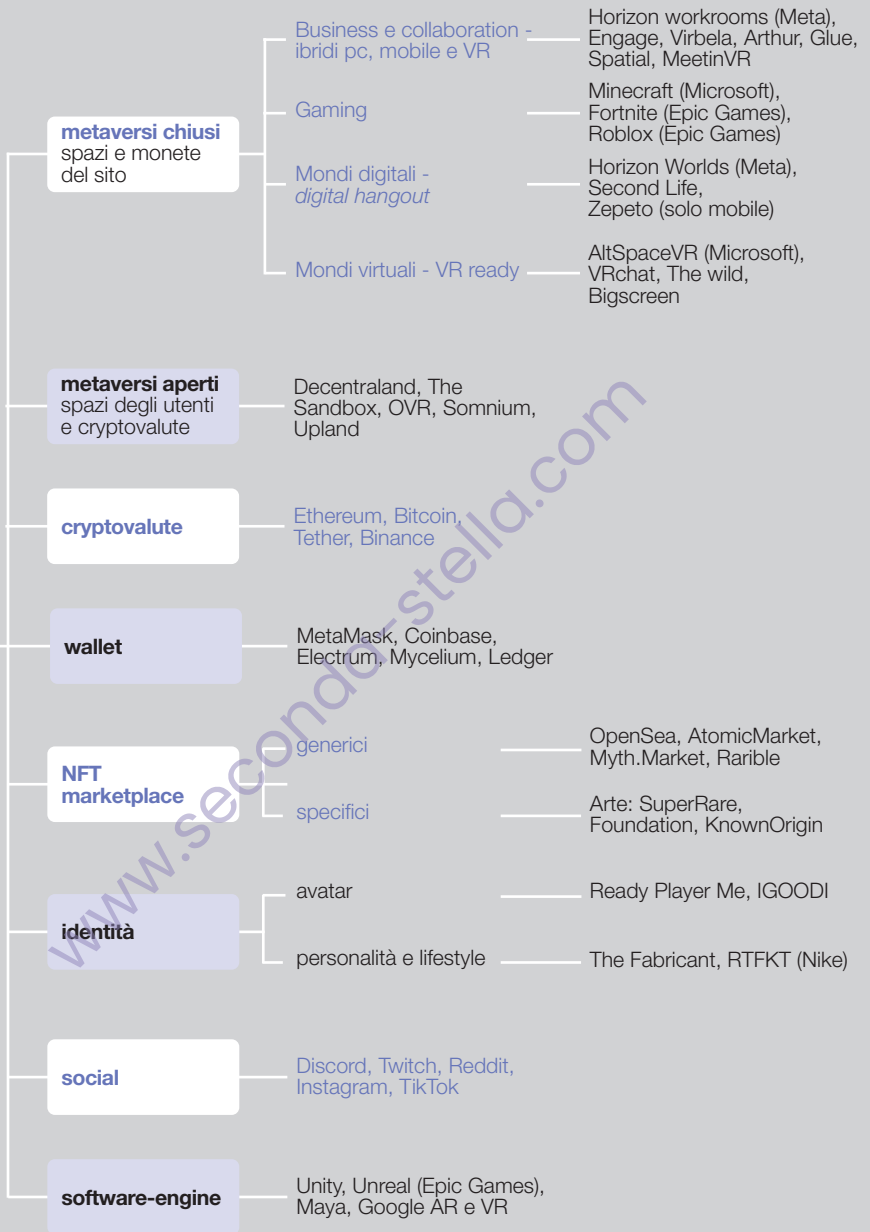 metaversi chiusi
spazi e monete
del sito
Business e collaboration -
ibridi pc, mobile e VR
Horizon workrooms (Meta),
Engage, Virbela, Arthur, Glue,
Spatial, MeetinVR
Gaming
Minecraft (Microsoft),
Fortnite (Epic Games),
Roblox (Epic Games)
Mondi digitali -
digital hangout
Horizon Worlds (Meta),
Second Life,
Zepeto (solo mobile)
Mondi virtuali - VR ready
AltSpaceVR (Microsoft),
VRchat, The wild,
Bigscreen
metaversi aperti
spazi degli utenti
e cryptovalute
Decentraland, The
Sandbox, OVR, Somnium,
Upland
cryptovalute
Ethereum, Bitcoin,
Tether, Binance
wallet
MetaMask, Coinbase,
Electrum, Mycelium, Ledger
NFT
marketplace
generici
OpenSea, AtomicMarket,
Myth.Market, Rarible
specifici
Arte: SuperRare,
Foundation, KnownOrigin
identità
avatar
Ready Player Me, IGOODI
personalità e lifestyle
The Fabricant, RTFKT (Nike)
social
Discord, Twitch, Reddit,
Instagram, TikTok
software-engine
Unity, Unreal (Epic Games),
Maya, Google AR e VR
www.seconda-stella.com